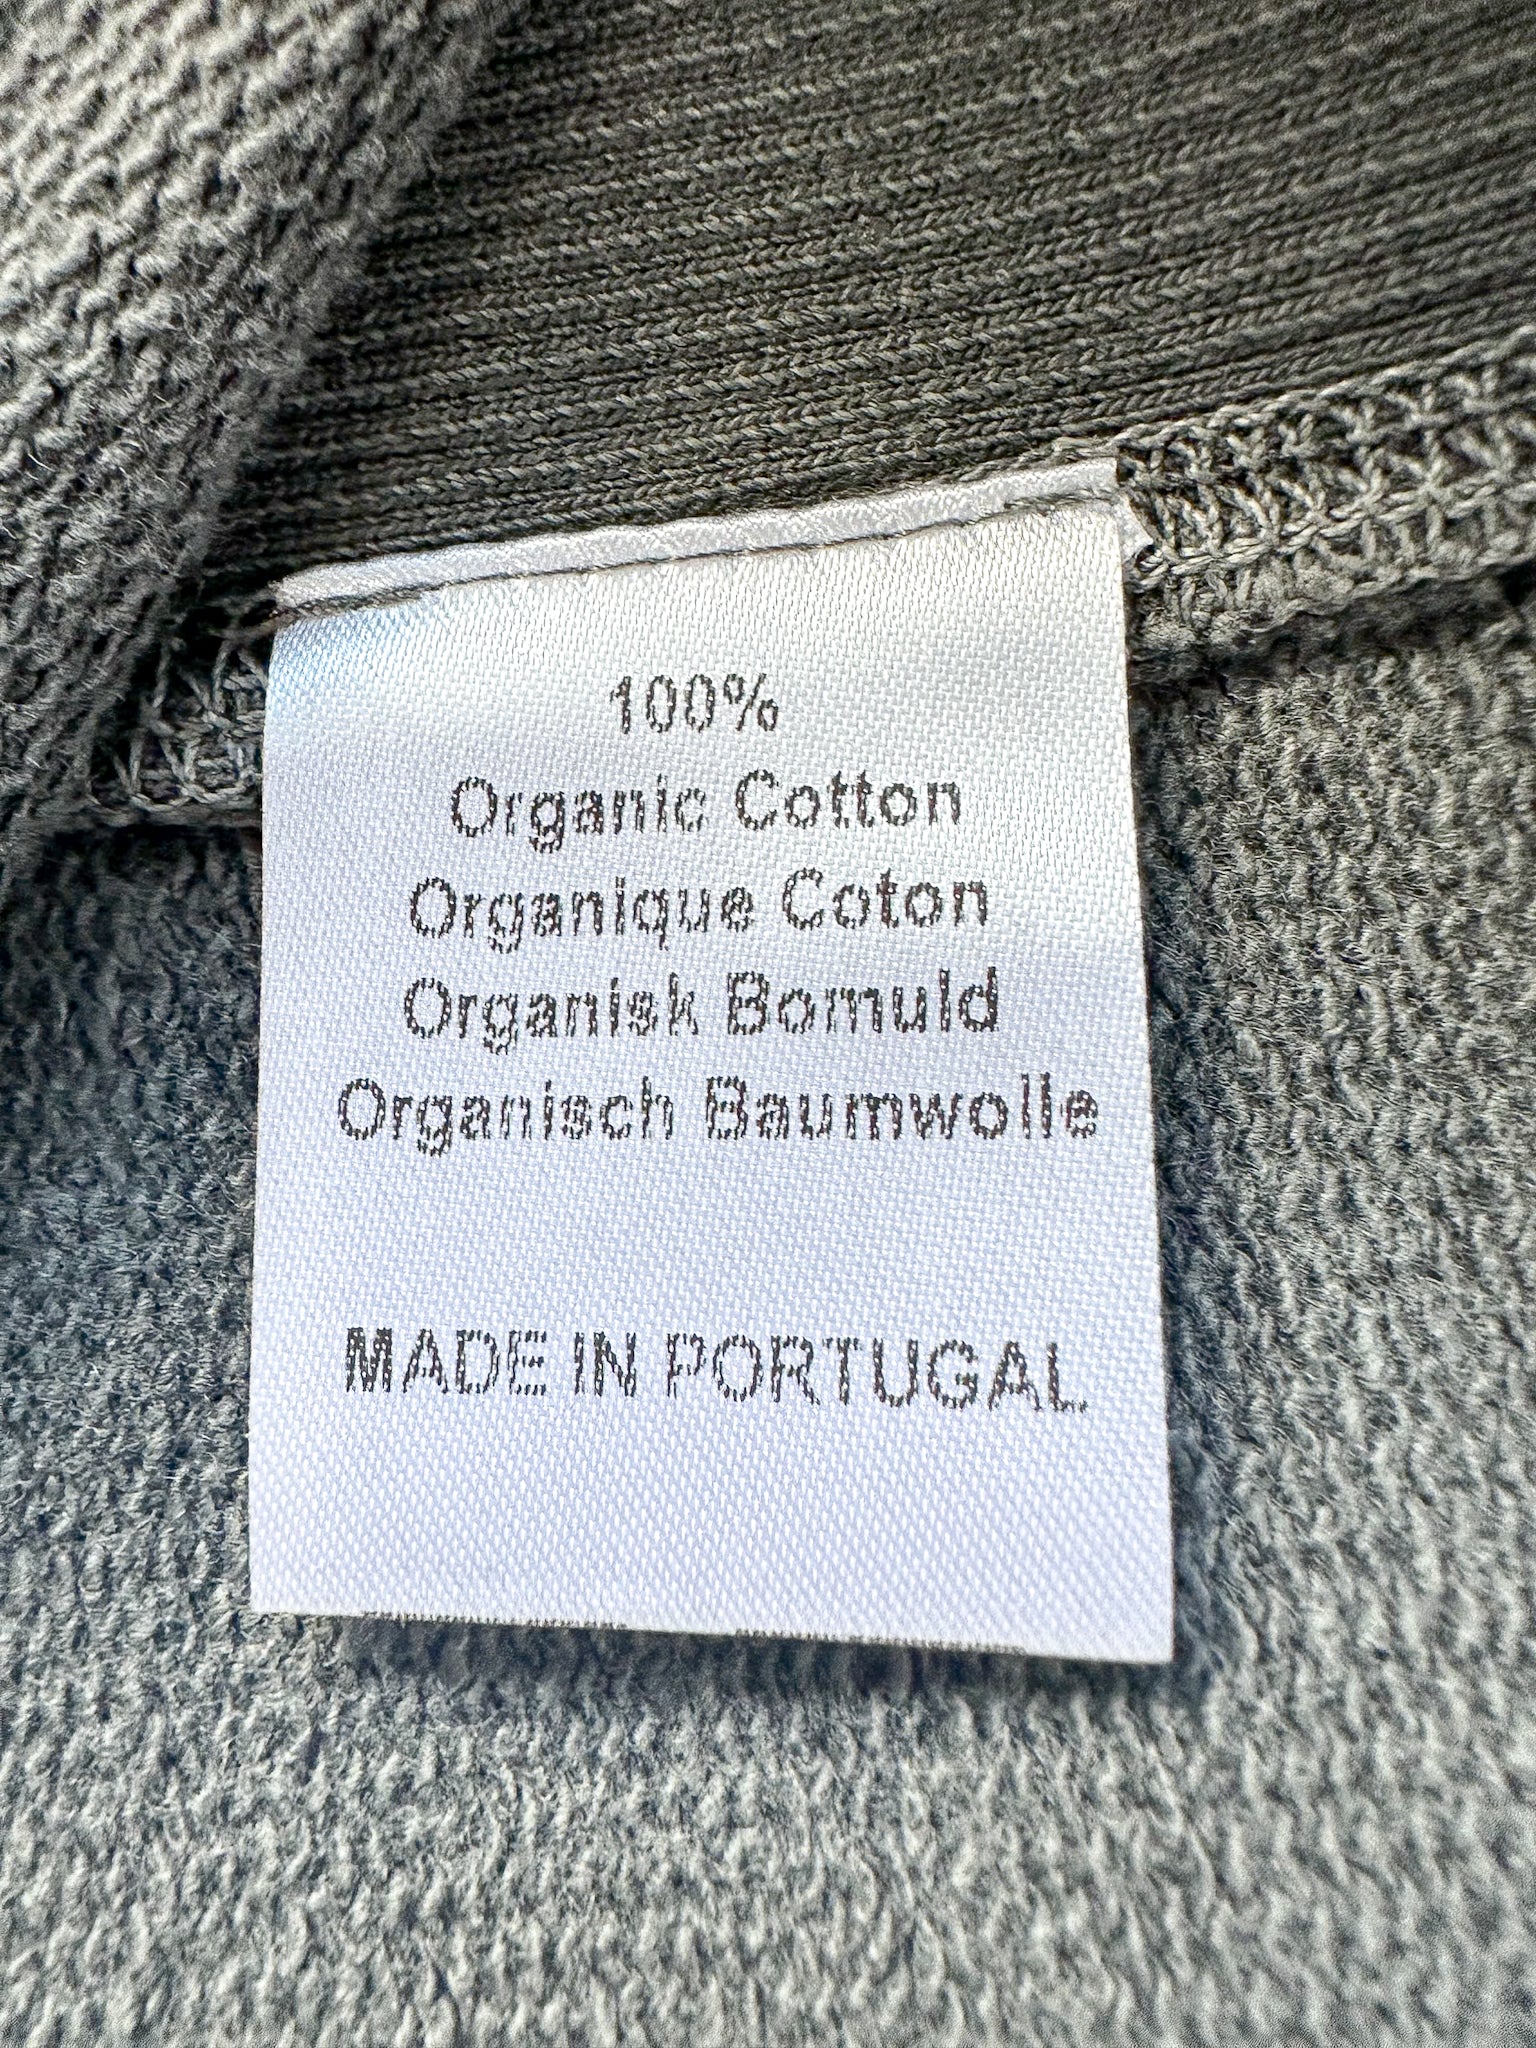 100%
Organic Cotton
Organique Coton
Organisk Bomuld
Organisch Baumwolle
MADE IN PORTUGAL